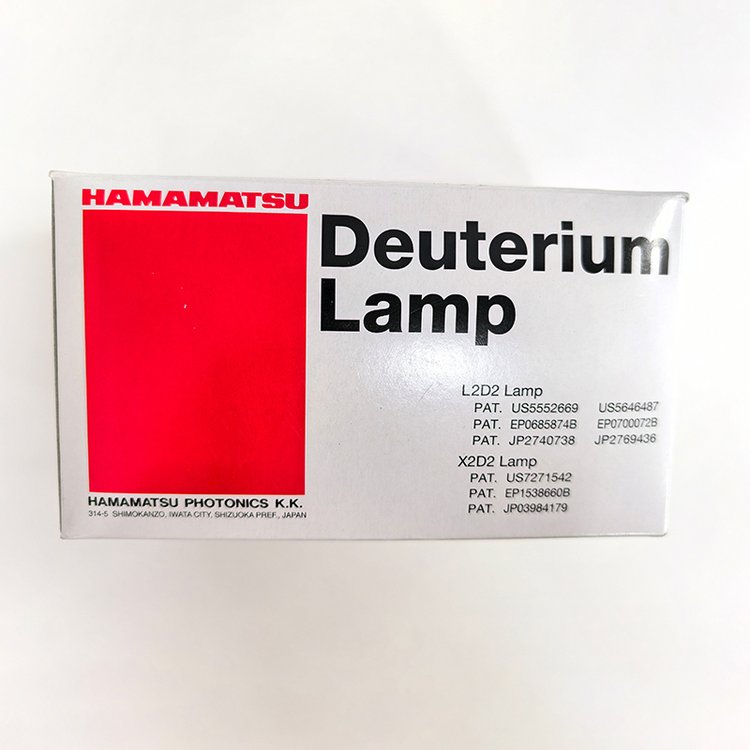 HAMAMATSU
Deuterium
Lamp
L2D2 Lamp
PAT. US5552669 US5646487
PAT. EP0685874B EP0700072B
PAT. JP2740738 JP2769436
X2D2 Lamp
PAT. US7271542
PAT. EP1538660B
PAT. JP03984179
HAMAMATSU PHOTONICS K.K.
314-5 SHIMOKANZO, IWATA CITY, SHIZUOKA PREF., JAPAN